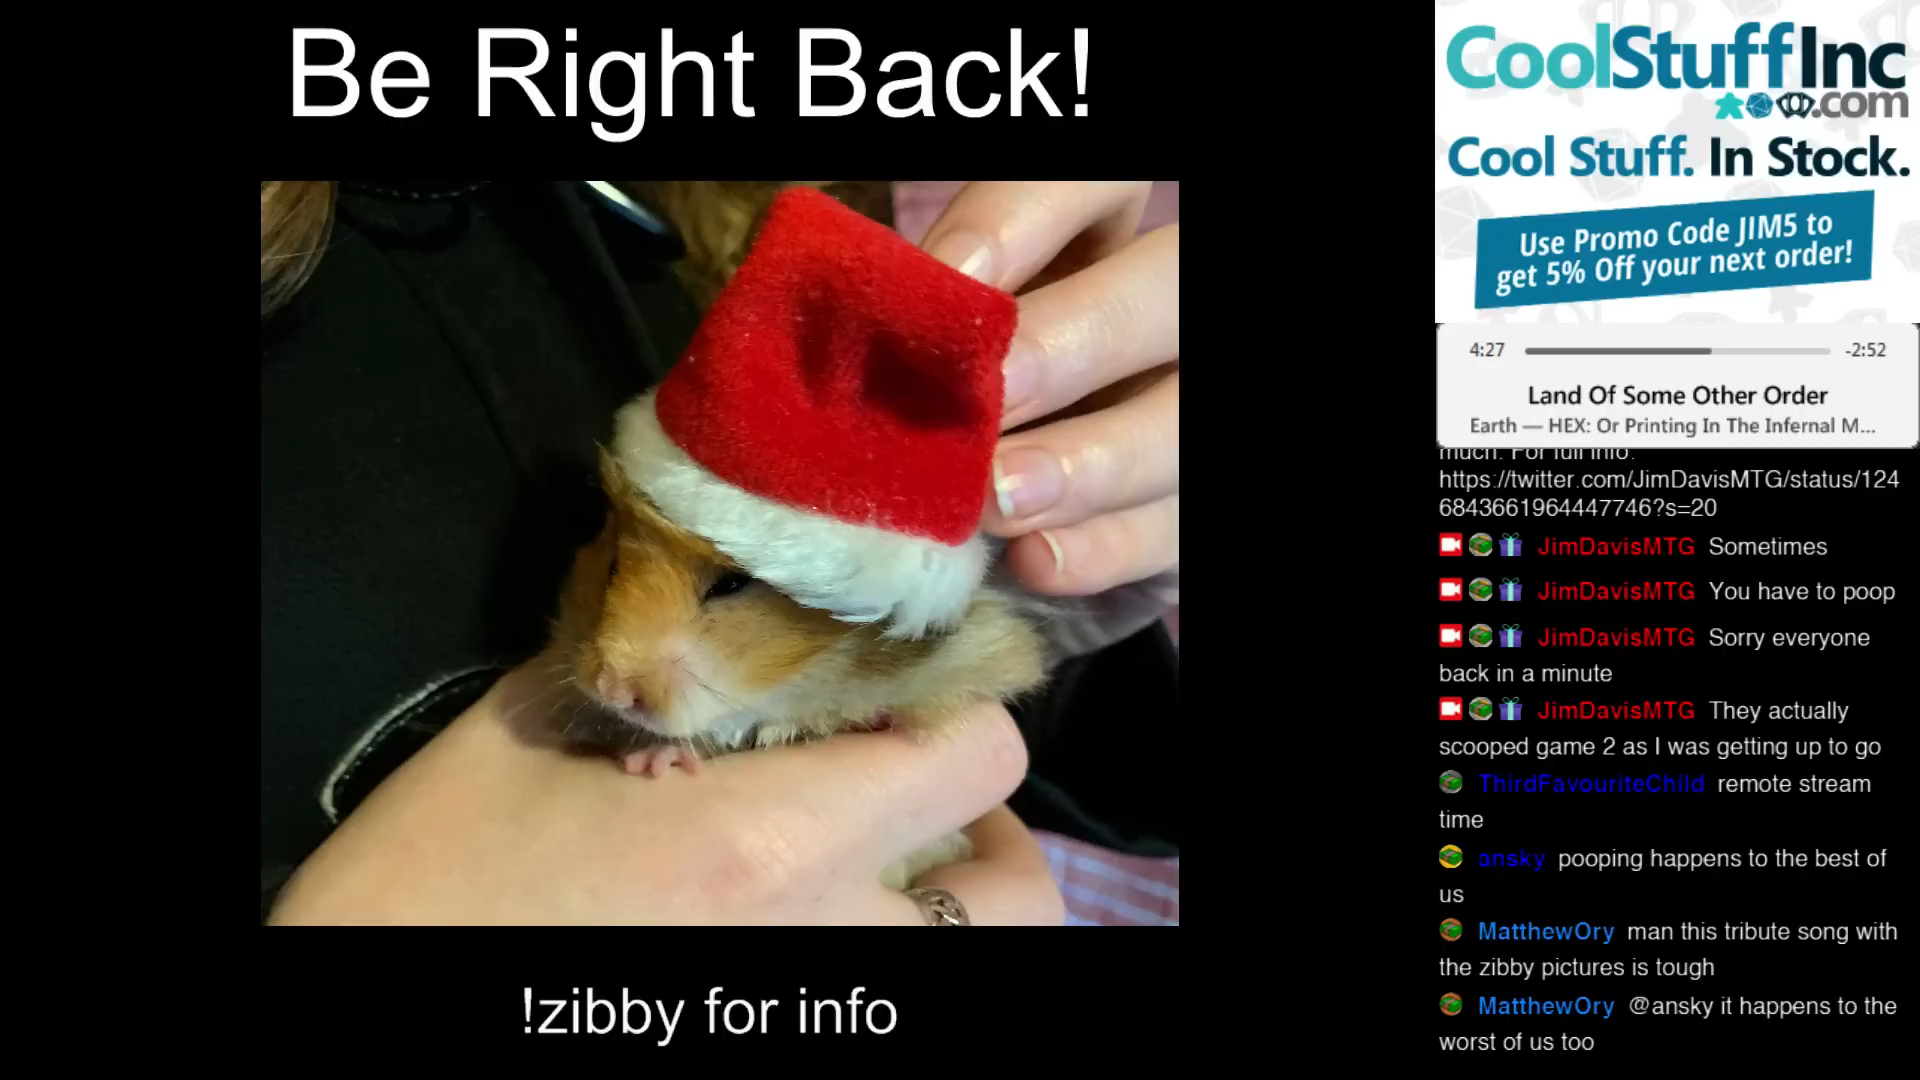 Be Right Back!
!zibby for info
CoolStuffInc
.com
Cool Stuff. In Stock.
Use Promo Code JIM5 to
get 5% Off your next order!
4:27
-2:52
Land Of Some Other Order
Earth — HEX: Or Printing In The Infernal M...
much. For full info:
https://twitter.com/JimDavisMTG/status/124
6843661964447746?s=20
JimDavisMTG Sometimes
JimDavisMTG You have to poop
JimDavisMTG Sorry everyone
back in a minute
JimDavisMTG They actually
scooped game 2 as I was getting up to go
ThirdFavouriteChild remote stream
time
ansky pooping happens to the best of
us
MatthewOry man this tribute song with
the zibby pictures is tough
MatthewOry @ansky it happens to the
worst of us too